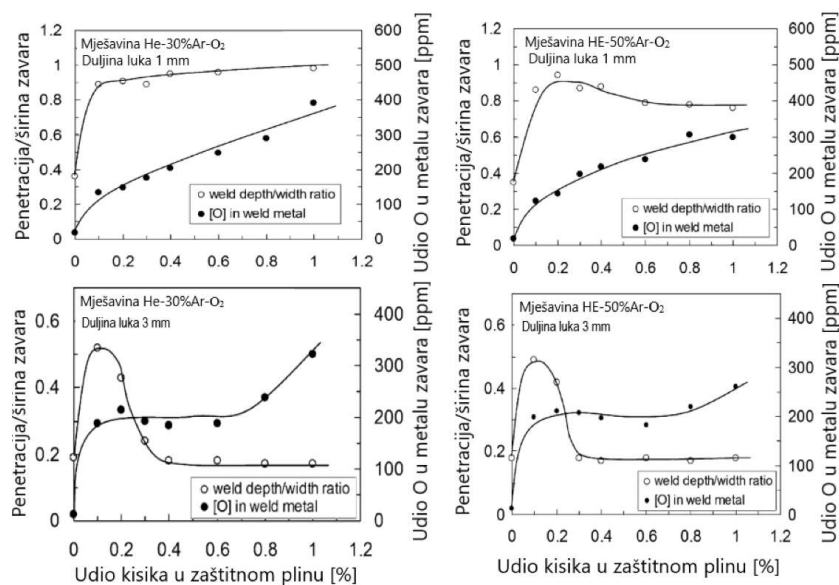 Mješavina He-30%Ar-O₂
Duljina luka 1 mm
Penetracija/širina zavara
Udio O u metalu zavara [ppm]
1.2
1
0.8
0.6
0.4
0.2
0
600
500
400
300
200
100
0
weld depth/width ratio
[O] in weld metal
0
0.2
0.4
0.6
0.8
1
Mješavina HE-50%Ar-O₂
Duljina luka 1 mm
Penetracija/širina zavara
Udio O u metalu zavara [ppm]
1.2
1
0.8
0.6
0.4
0.2
0
600
500
400
300
200
100
0
weld depth/width ratio
[O] in weld metal
0
0.2
0.4
0.6
0.8
1
Mješavina He-30%Ar-O₂
Duljina luka 3 mm
Penetracija/širina zavara
Udio O u metalu zavara [ppm]
0.6
0.4
0.2
0
400
300
200
100
0
weld depth/width ratio
[O] in weld metal
0
0.2
0.4
0.6
0.8
1
Udio kisika u zaštitnom plinu [%]
Mješavina HE-50%Ar-O₂
Duljina luka 3 mm
Penetracija/širina zavara
Udio O u metalu zavara [ppm]
0.6
0.4
0.2
0
400
300
200
100
0
weld depth/width ratio
[O] in weld metal
0
0.2
0.4
0.6
0.8
1
Udio kisika u zaštitnom plinu [%]